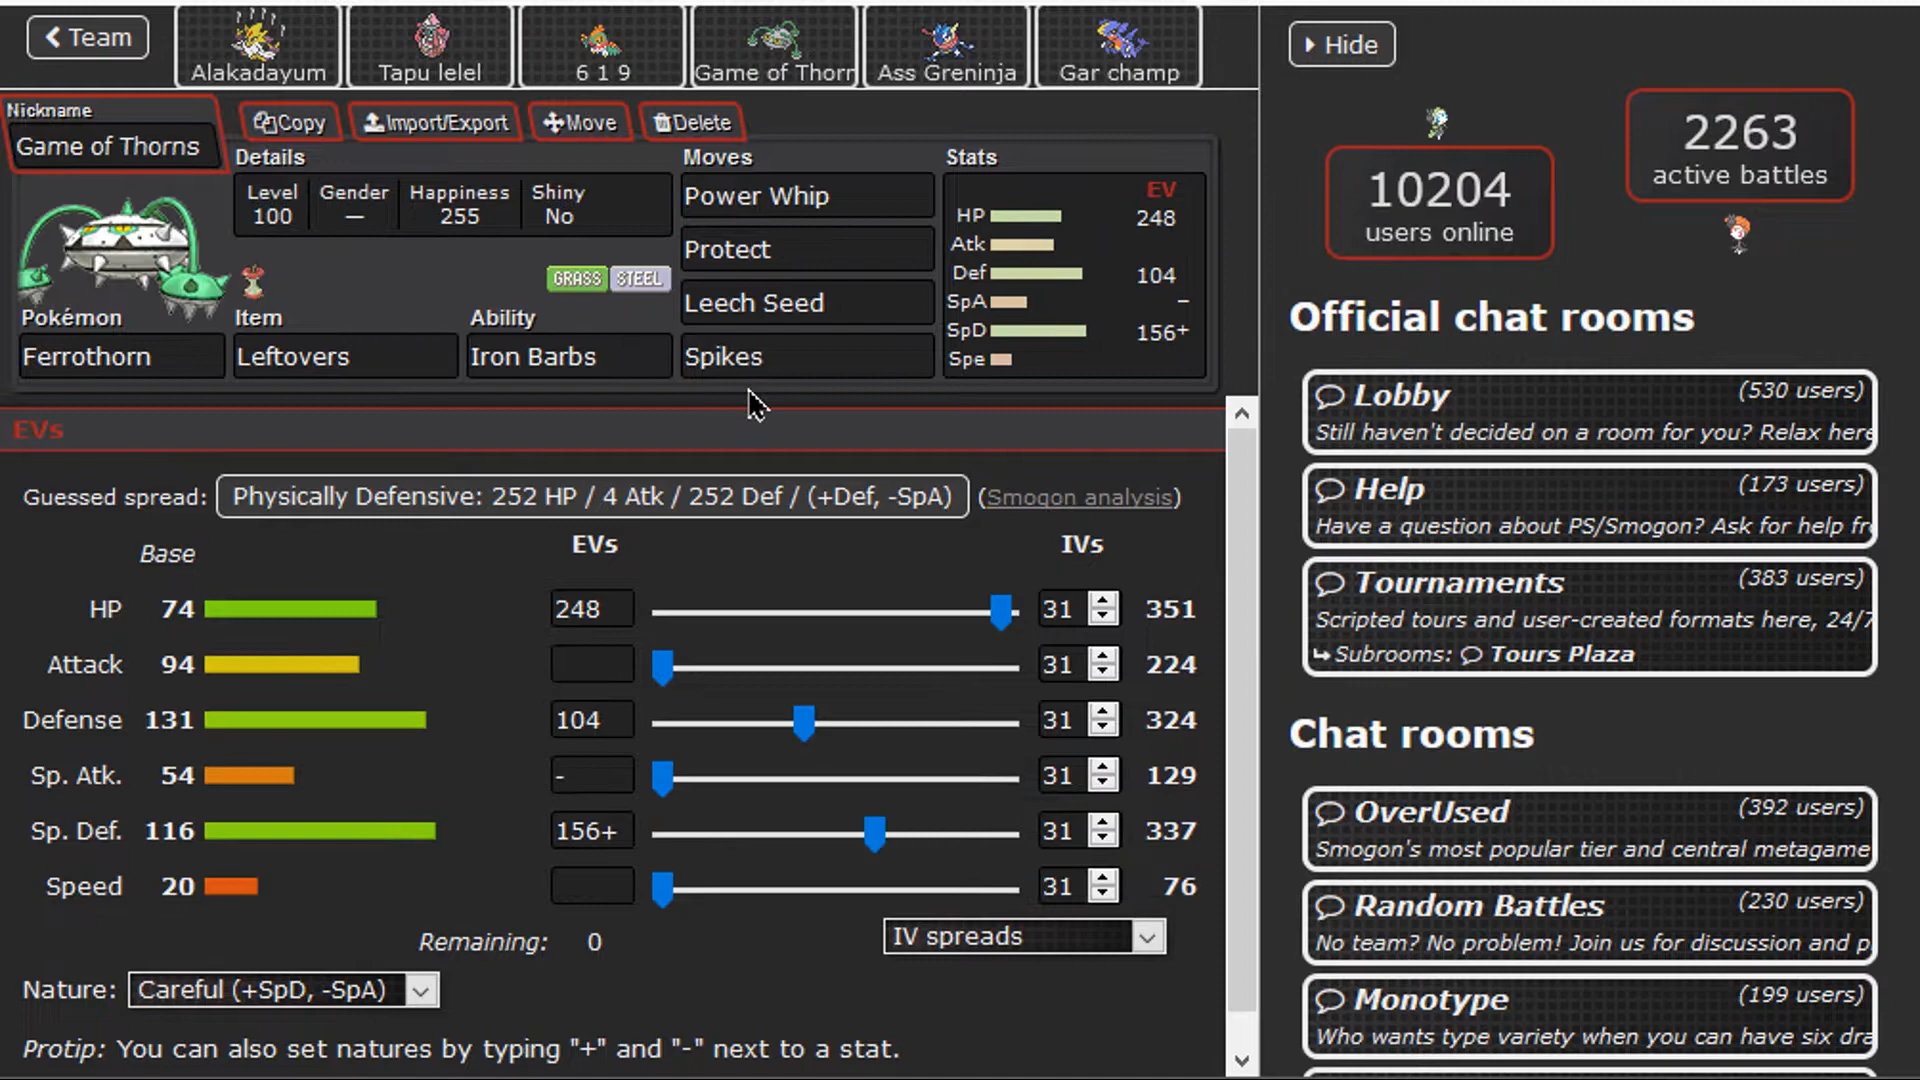 Team
Alakadayum
Tapu lelel
6 1 9
Game of Thorr
Ass Greninja
Gar champ
Hide
Nickname
Game of Thorns
Copy
Import/Export
Move
Delete
Details
Level
100
Gender
—
Happiness
255
Shiny
No
GRASS STEEL
Pokémon
Ferrothorn
Item
Leftovers
Ability
Iron Barbs
Moves
Power Whip
Protect
Leech Seed
Spikes
Stats
EV
HP 248
Atk
Def 104
SpA –
SpD 156+
Spe
EVs
Guessed spread: Physically Defensive: 252 HP / 4 Atk / 252 Def / (+Def, -SpA) (Smogon analysis)
Base EVs IVs
HP 74 248 31 351
Attack 94 31 224
Defense 131 104 31 324
Sp. Atk. 54 - 31 129
Sp. Def. 116 156+ 31 337
Speed 20 31 76
Remaining: 0
IV spreads
Nature: Careful (+SpD, -SpA)
Protip: You can also set natures by typing "+" and "-" next to a stat.
10204
users online
2263
active battles
Official chat rooms
Lobby (530 users)
Still haven't decided on a room for you? Relax here
Help (173 users)
Have a question about PS/Smogon? Ask for help fr
Tournaments (383 users)
Scripted tours and user-created formats here, 24/7
Subrooms: Tours Plaza
Chat rooms
OverUsed (392 users)
Smogon's most popular tier and central metagame
Random Battles (230 users)
No team? No problem! Join us for discussion and p
Monotype (199 users)
Who wants type variety when you can have six dra